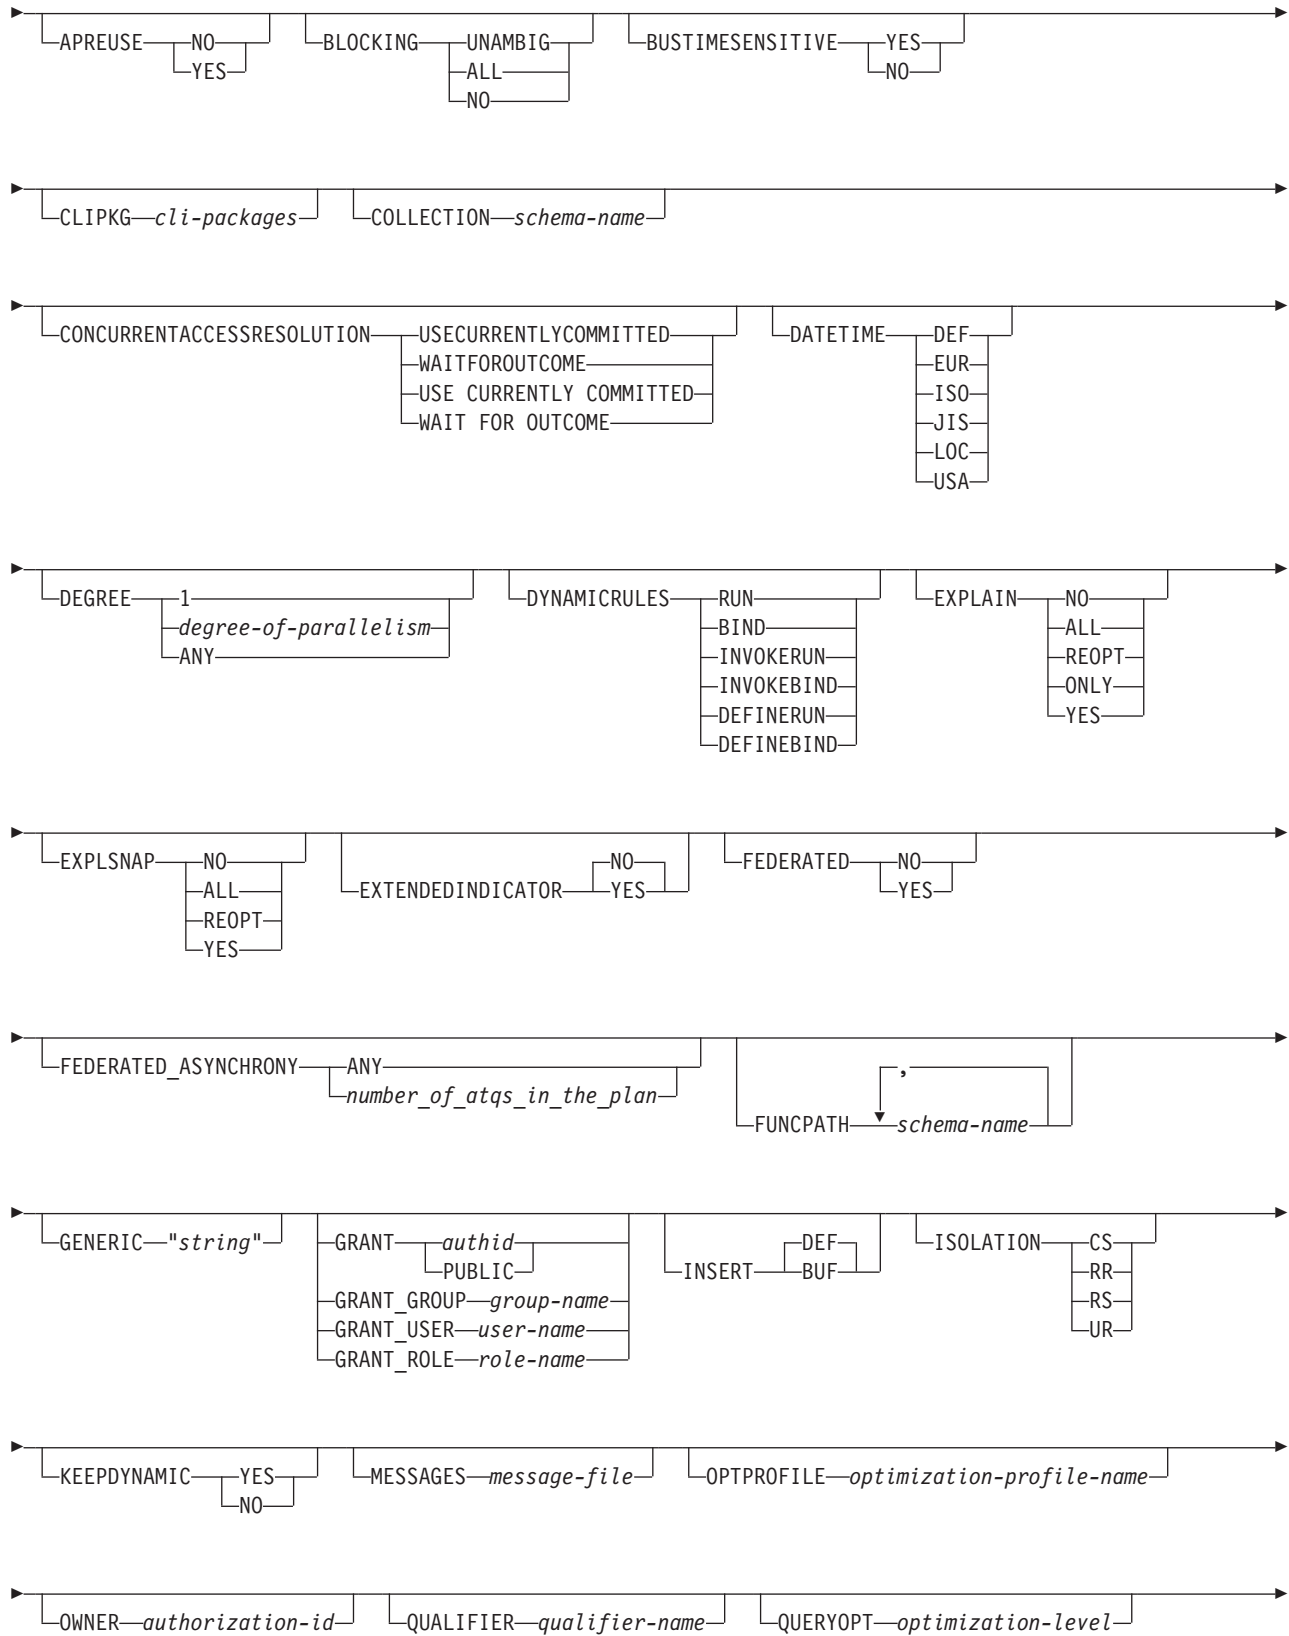 APREUSE NO BLOCKING UNAMBIG BUSTIMESENSITIVE YES
YES ALL NO
NO
CLIPKG cli-packages COLLECTION schema-name
CONCURRENTACCESSRESOLUTION USECURRENTLYCOMMITTED DATETIME DEF
WAITFOROUTCOME EUR
USE CURRENTLY COMMITTED ISO
WAIT FOR OUTCOME JIS
LOC
USA
DEGREE 1 DYNAMICRULES RUN EXPLAIN NO
degree-of-parallelism BIND ALL
ANY INVOKERUN REOPT
INVOKEBIND ONLY
DEFINERUN YES
DEFINEBIND
EXPLSNAP NO NO FEDERATED NO
ALL EXTENDEDINDICATOR YES YES
REOPT
YES
FEDERATED_ASYNCHRONY ANY ,
number_of_atqs_in_the_plan
FUNCPATH schema-name
GENERIC "string" GRANT authid DEF ISOLATION CS
PUBLIC INSERT BUF RR
GRANT_GROUP group-name RS
GRANT_USER user-name UR
GRANT_ROLE role-name
KEEPDYNAMIC YES MESSAGES message-file OPTPROFILE optimization-profile-name
NO
OWNER authorization-id QUALIFIER qualifier-name QUERYOPT optimization-level